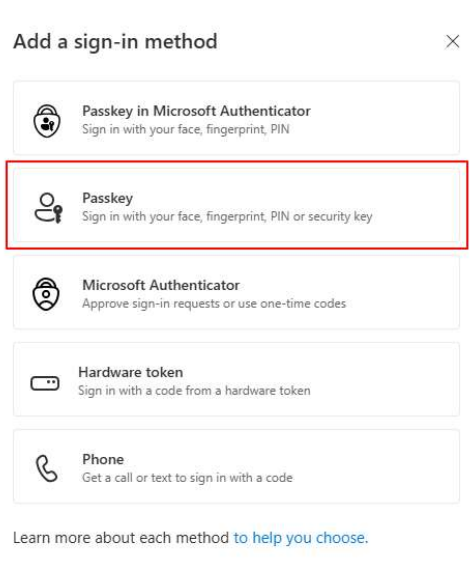 Add a sign-in method
Passkey in Microsoft Authenticator
Sign in with your face, fingerprint, PIN
Passkey
Sign in with your face, fingerprint, PIN or security key
Microsoft Authenticator
Approve sign-in requests or use one-time codes
Hardware token
Sign in with a code from a hardware token
Phone
Get a call or text to sign in with a code
Learn more about each method to help you choose.